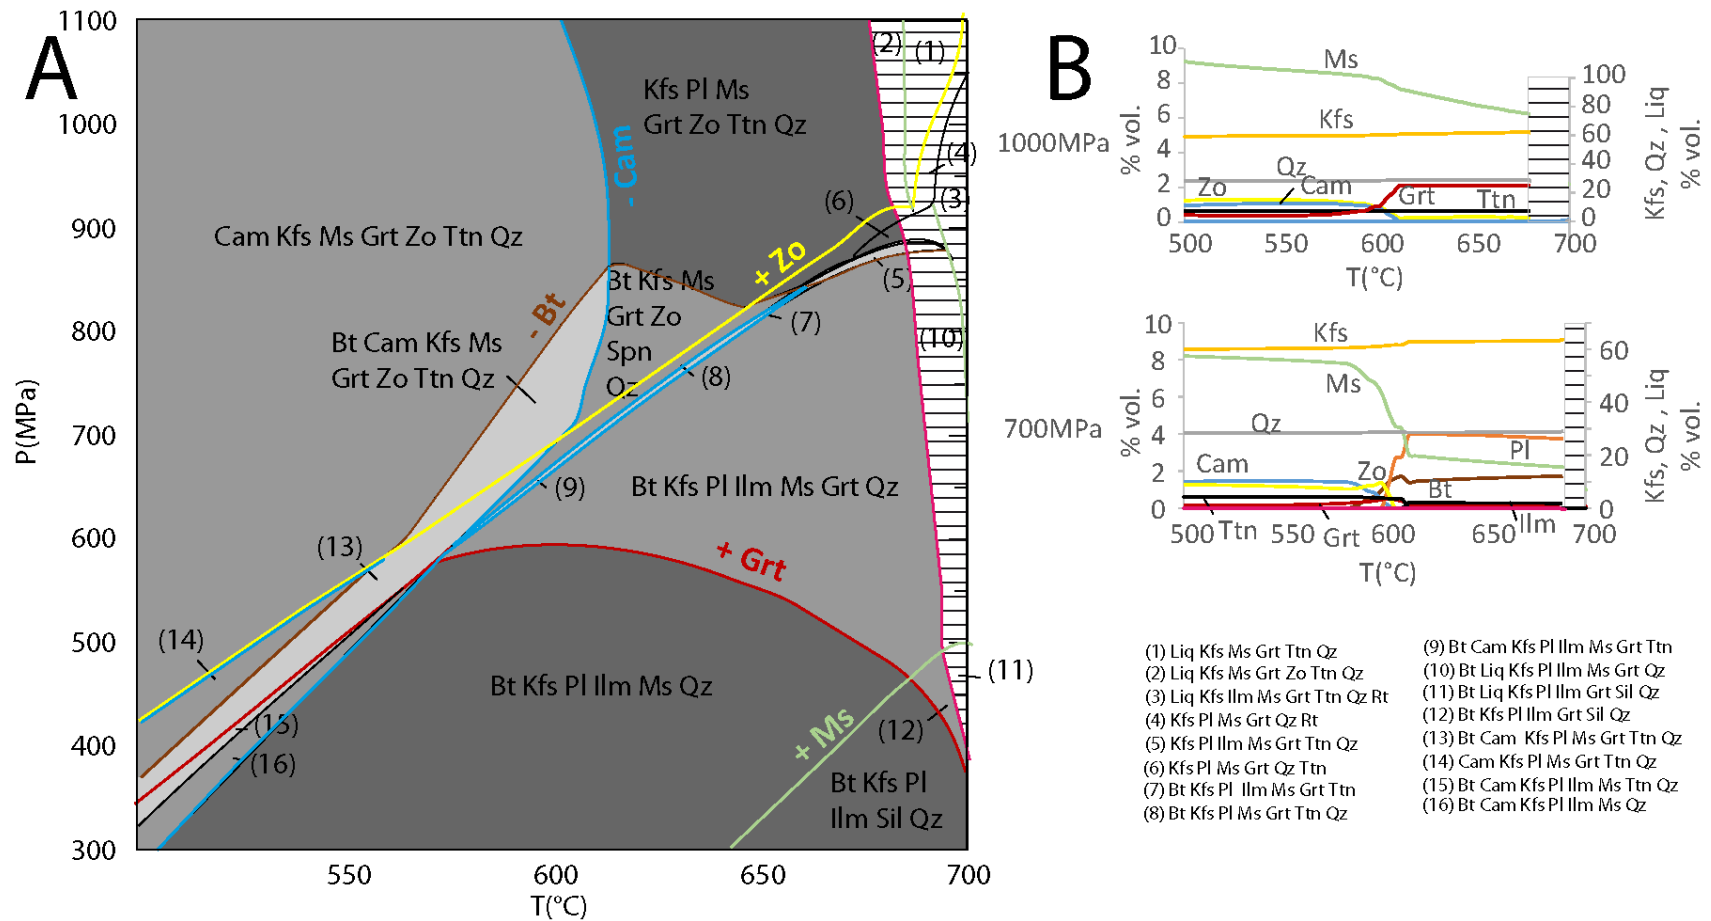 A
1100
1000
900
800
700
600
500
400
300
P(MPa)
550
600
650
700
T(°C)
Kfs Pl Ms
Grt Zo Ttn Qz
- Cam
Cam Kfs Ms Grt Zo Ttn Qz
+ Zo
- Bt
Bt Kfs Ms
Grt Zo
Spn
Qz
Bt Cam Kfs Ms
Grt Zo Ttn Qz
Bt Kfs Pl Ilm Ms Grt Qz
+ Grt
Bt Kfs Pl Ilm Ms Qz
+ Ms
Bt Kfs Pl
Ilm Sil Qz
(2)
(1)
(4)
(3)
(6)
(5)
(7)
(10)
(8)
(9)
(13)
(14)
(11)
(12)
(15)
(16)
B
1000MPa
10
8
6
4
2
0
% vol.
Ms
Kfs
Qz
Zo
Cam
Grt
Ttn
100
80
60
40
20
0
Kfs, Qz , Liq
% vol.
500
550
600
650
700
T(°C)
700MPa
10
8
6
4
2
0
% vol.
Kfs
Ms
Qz
Pl
Cam
Zo
Bt
Ttn
Grt
Ilm
60
40
20
0
Kfs, Qz , Liq
% vol.
500
550
600
650
700
T(°C)
(1) Liq Kfs Ms Grt Ttn Qz
(2) Liq Kfs Ms Grt Zo Ttn Qz
(3) Liq Kfs Ilm Ms Grt Ttn Qz Rt
(4) Kfs Pl Ms Grt Qz Rt
(5) Kfs Pl Ilm Ms Grt Ttn Qz
(6) Kfs Pl Ms Grt Qz Ttn
(7) Bt Kfs Pl Ilm Ms Grt Ttn
(8) Bt Kfs Pl Ms Grt Ttn Qz
(9) Bt Cam Kfs Pl Ilm Ms Grt Ttn
(10) Bt Liq Kfs Pl Ilm Ms Grt Qz
(11) Bt Liq Kfs Pl Ilm Grt Sil Qz
(12) Bt Kfs Pl Ilm Grt Sil Qz
(13) Bt Cam Kfs Pl Ms Grt Ttn Qz
(14) Cam Kfs Pl Ms Grt Ttn Qz
(15) Bt Cam Kfs Pl Ilm Ms Ttn Qz
(16) Bt Cam Kfs Pl Ilm Ms Qz